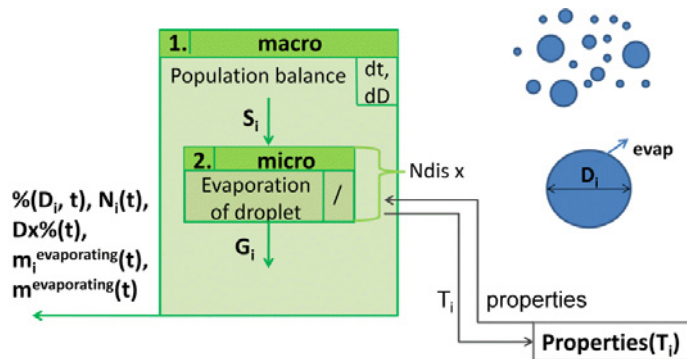 1. macro
Population balance
dt,
dD
Sᵢ
2. micro
Evaporation
of droplet
/
Gᵢ
Ndis x
%(Dᵢ, t), Nᵢ(t),
Dx%(t),
mᵢᵉᵛᵃᵖᵒʳᵃᵗⁱⁿᵍ(t),
mᵉᵛᵃᵖᵒʳᵃᵗⁱⁿᵍ(t)
evap
Dᵢ
Tᵢ
properties
Properties(Tᵢ)